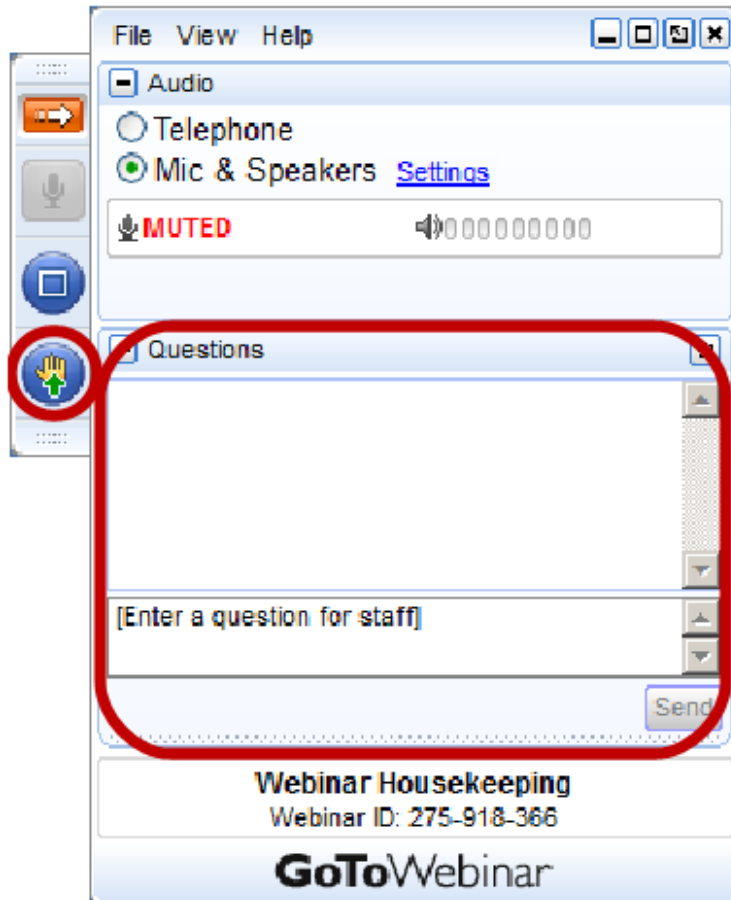 File View Help
Audio
Telephone
Mic & Speakers Settings
MUTED
Questions
[Enter a question for staff]
Send
Webinar Housekeeping
Webinar ID: 275-918-366
GoToWebinar